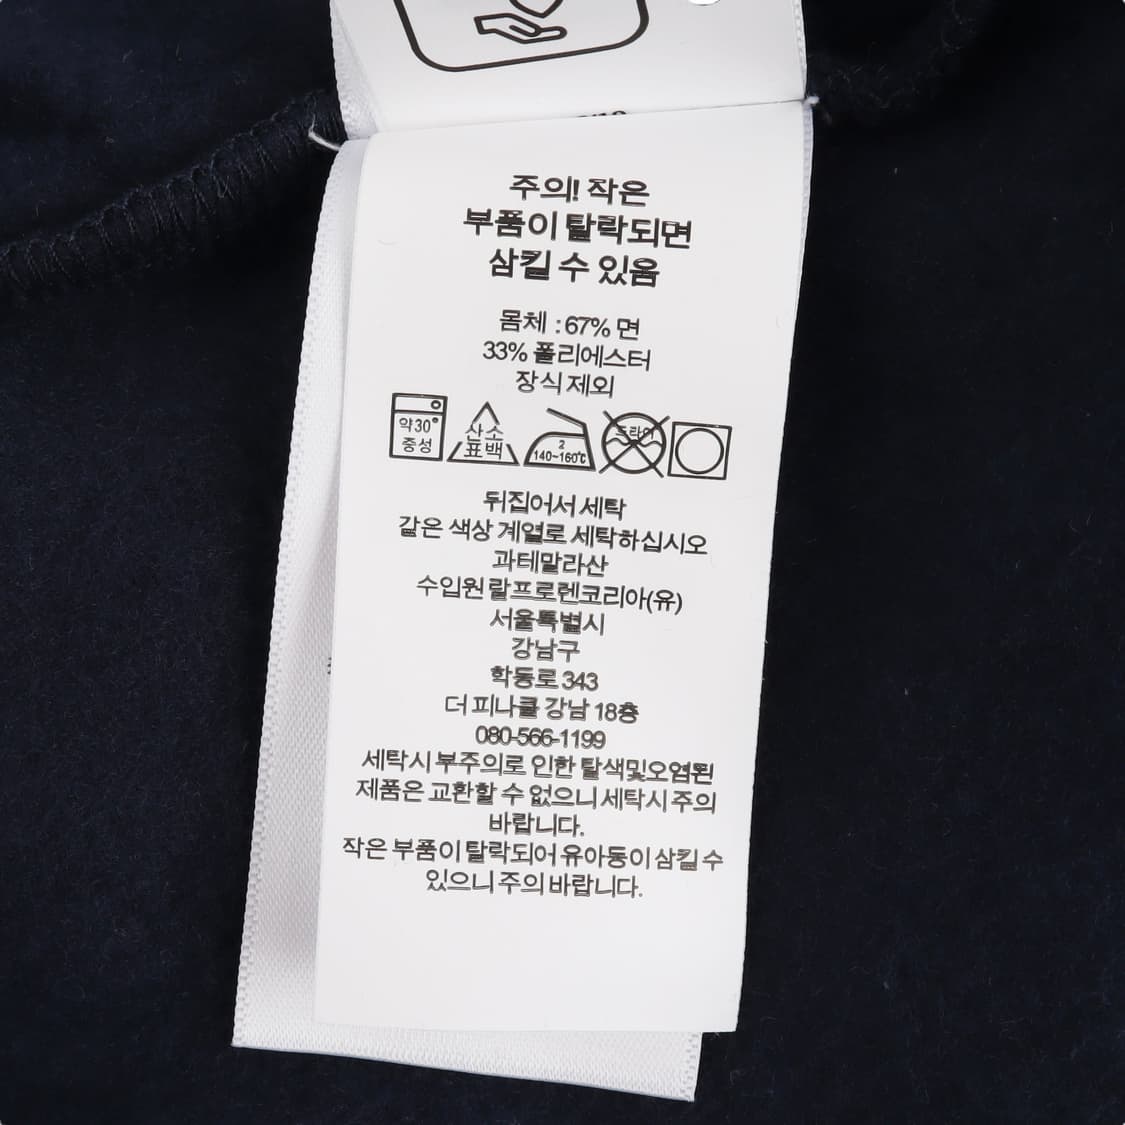 주의! 작은
부품이 탈락되면
삼킬 수 있음
몸체 : 67% 면
33% 폴리에스터
장식 제외
약30°
중성
산소
표백
2
140~160℃
드라이
뒤집어서 세탁
같은 색상 계열로 세탁하십시오
과테말라산
수입원 랄프로렌코리아(유)
서울특별시
강남구
학동로 343
더 피나클 강남 18층
080-566-1199
세탁시 부주의로 인한 탈색및오염된
제품은 교환할 수 없으니 세탁시 주의
바랍니다.
작은 부품이 탈락되어 유아동이 삼킬 수
있으니 주의 바랍니다.